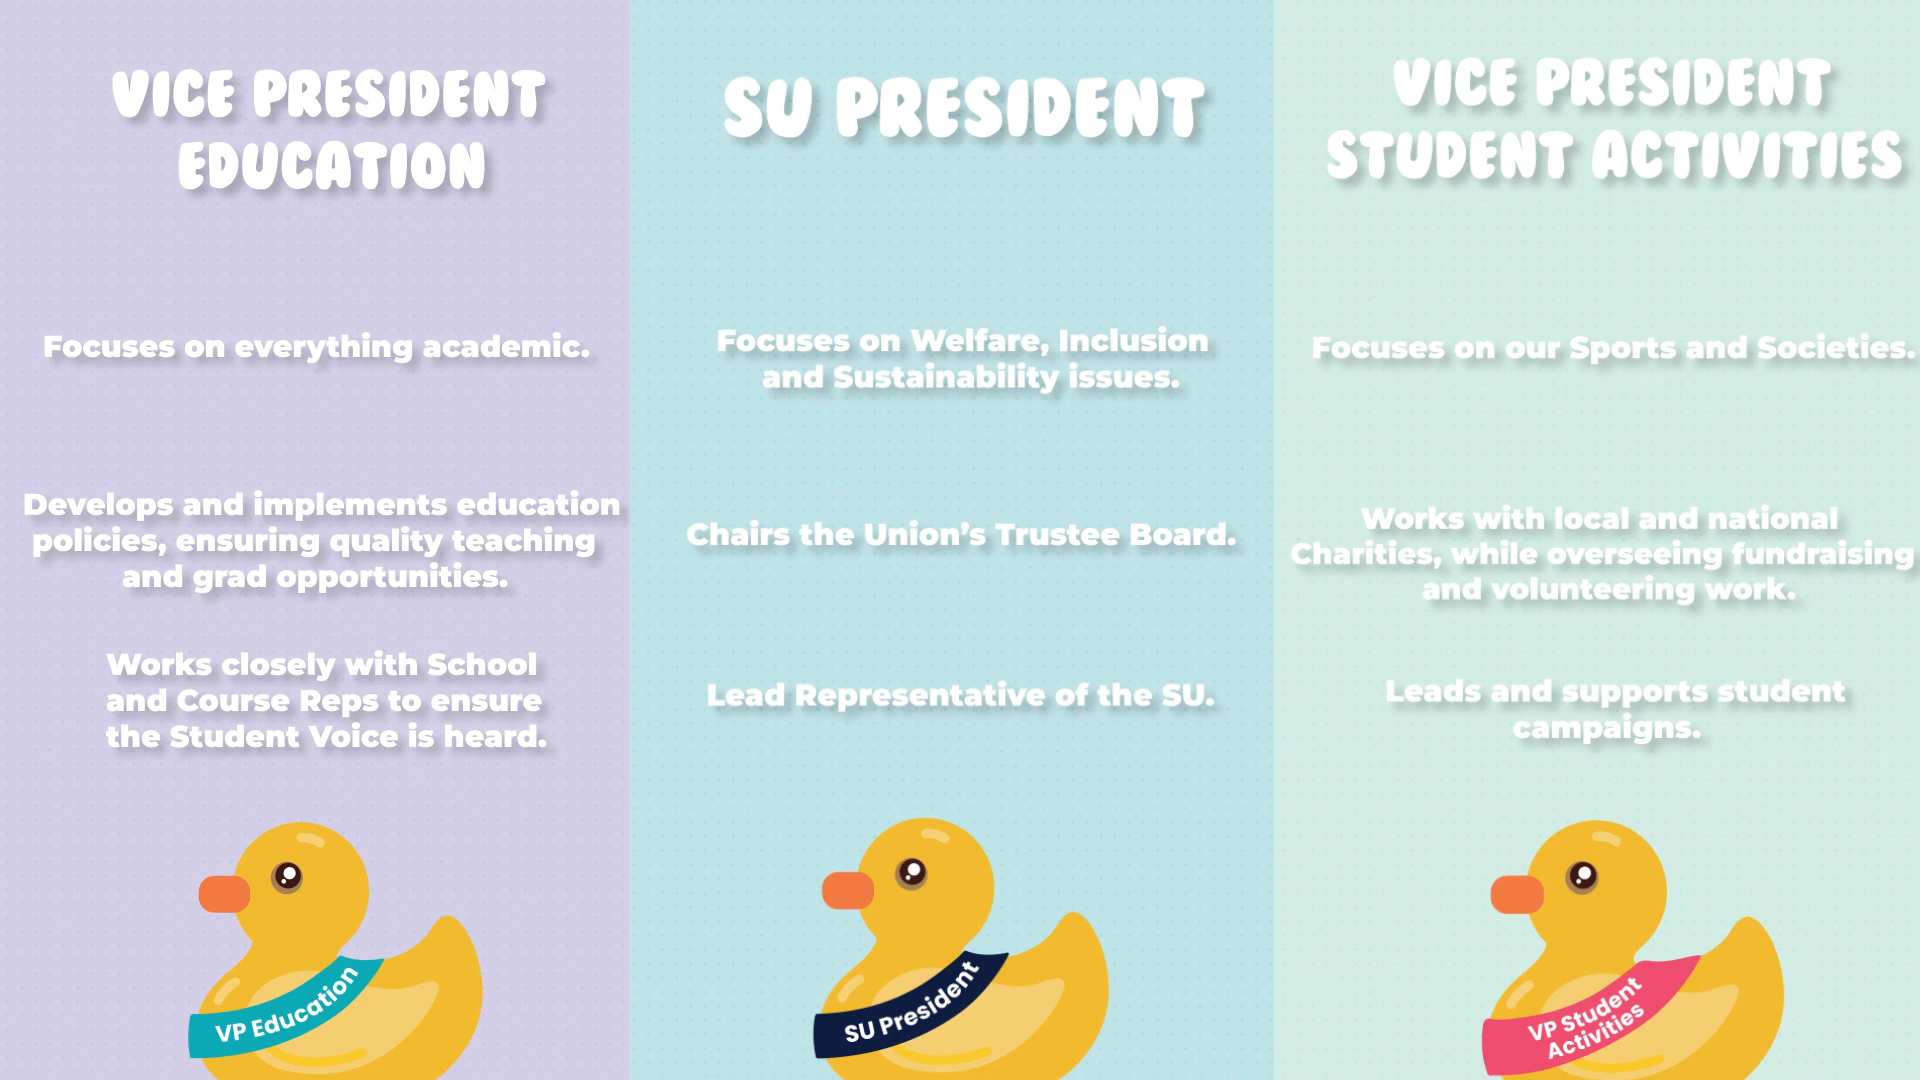 VICE PRESIDENT
EDUCATION
Focuses on everything academic.
Develops and implements education
policies, ensuring quality teaching
and grad opportunities.
Works closely with School
and Course Reps to ensure
the Student Voice is heard.
VP Education
SU PRESIDENT
Focuses on Welfare, Inclusion
and Sustainability issues.
Chairs the Union’s Trustee Board.
Lead Representative of the SU.
SU President
VICE PRESIDENT
STUDENT ACTIVITIES
Focuses on our Sports and Societies.
Works with local and national
Charities, while overseeing fundraising
and volunteering work.
Leads and supports student
campaigns.
VP Student
Activities